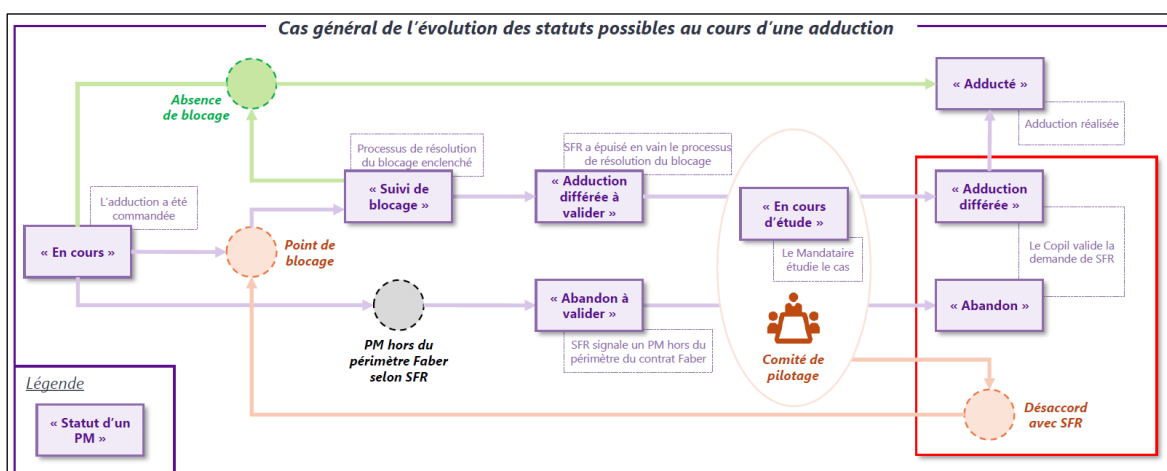 Cas général de l'évolution des statuts possibles au cours d'une adduction
Absence
de blocage
« Adducté »
Adduction réalisée
Processus de résolution
du blocage enclenché
SFR a épuisé en vain le processus
de résolution du blocage
L'adduction a été
commandée
« Suivi de
blocage »
« Adduction
différée à
valider »
« En cours
d'étude »
« Adduction
différée »
« En cours »
Point de
blocage
Le Mandataire
étudie le cas
Le Copil valide la
demande de SFR
« Abandon à
valider »
« Abandon »
PM hors du
périmètre Faber
selon SFR
SFR signale un PM hors du
périmètre du contrat Faber
Comité de
pilotage
Désaccord
avec SFR
Légende
« Statut d'un
PM »